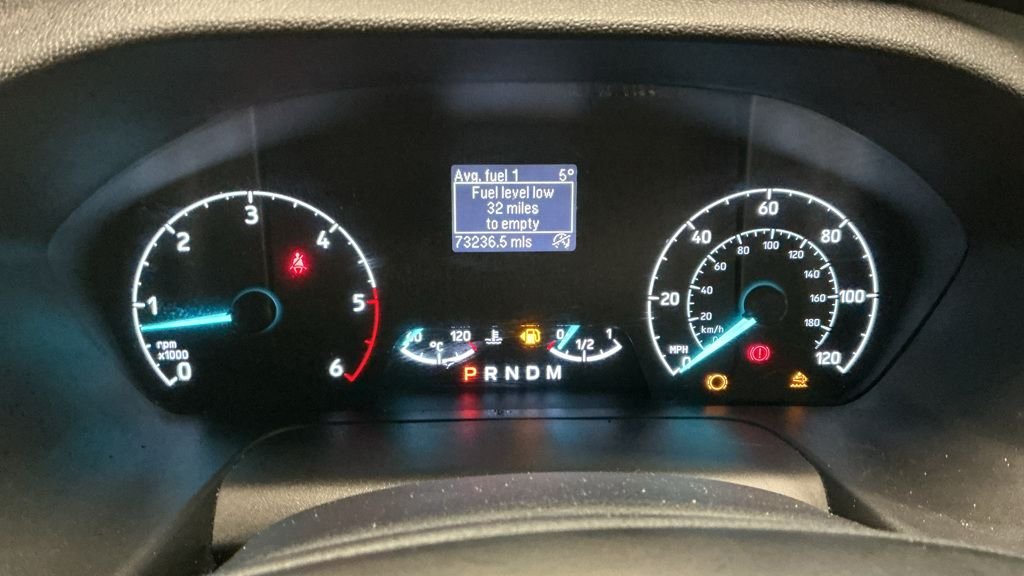 Avg. fuel 1 5°
Fuel level low
32 miles
to empty
73236.5 mls
0 1 2 3 4 5 6
rpm
x1000
60 °C 120
0 1/2 1
P R N D M
0 20 40 60 80 100 120
MPH
20 40 60 80 100 120 140 160 180
km/h